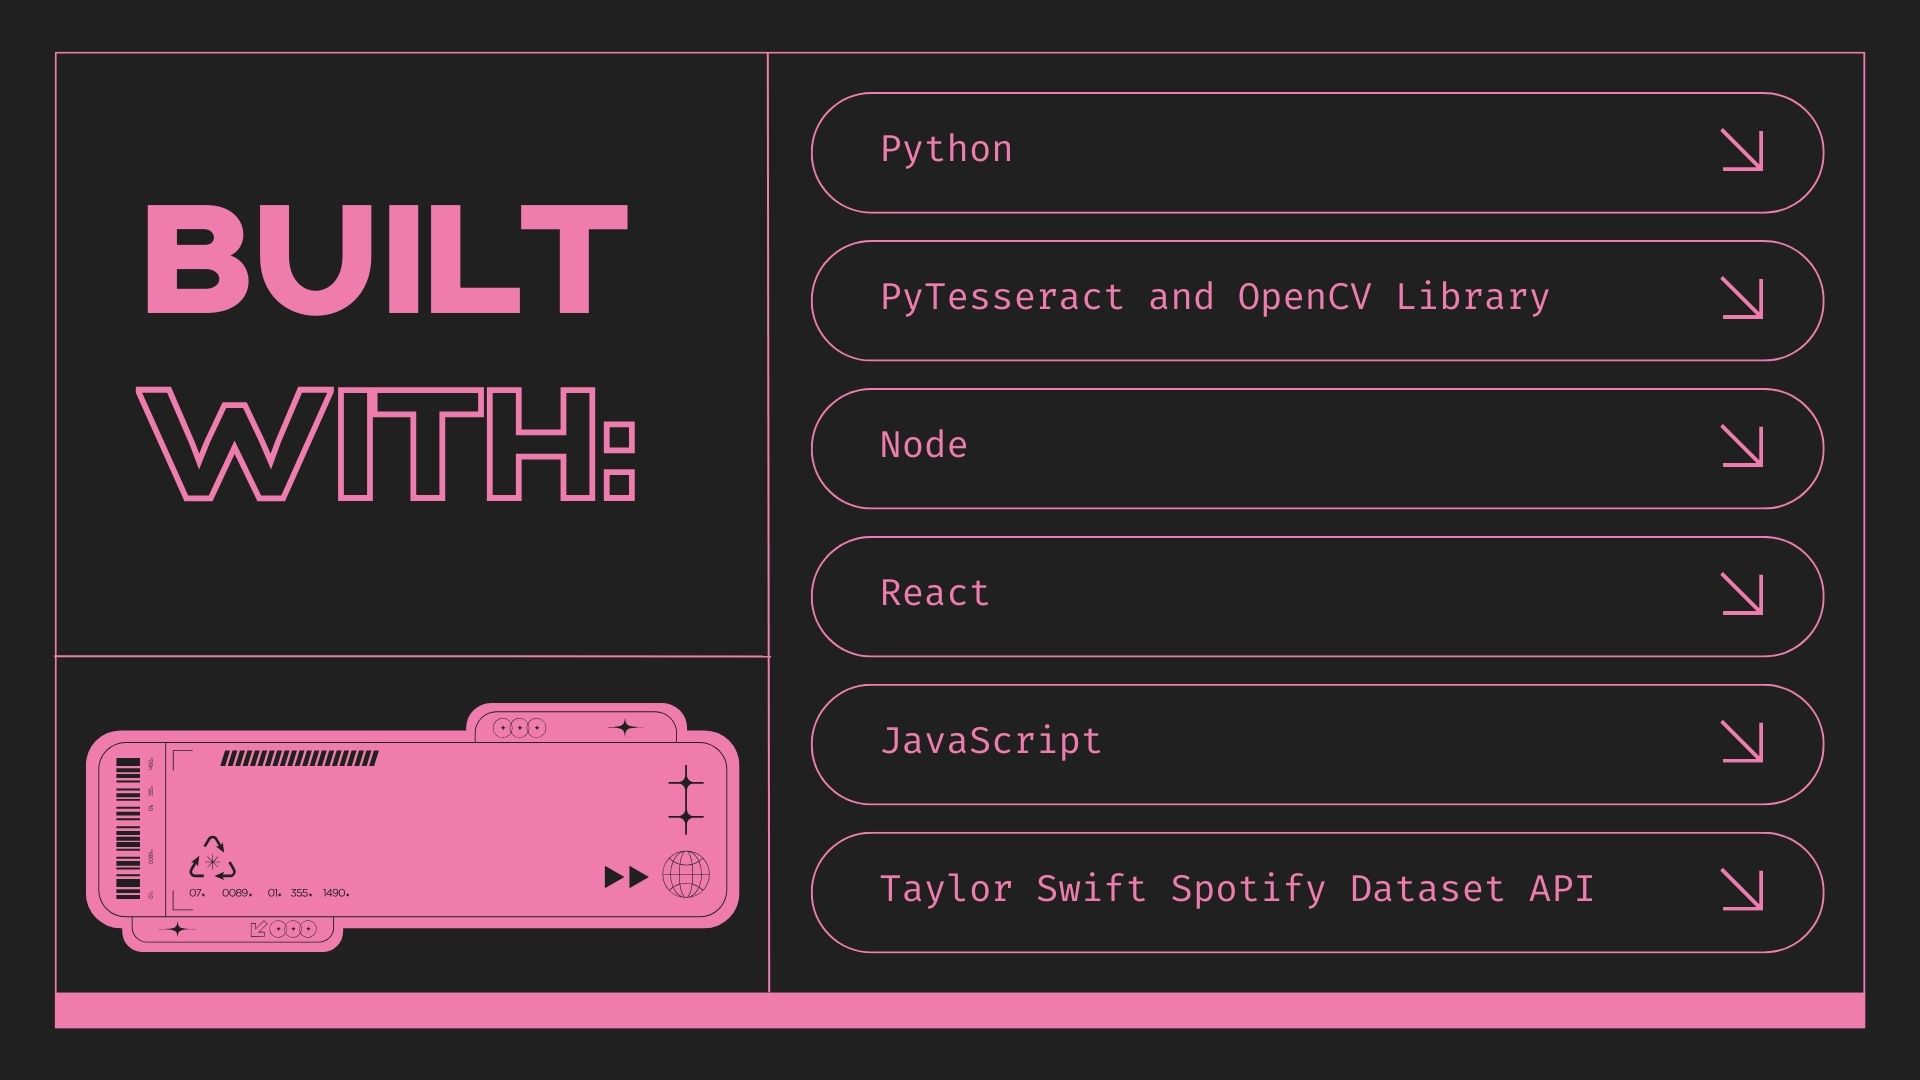 BUILT
WITH:
Python
PyTesseract and OpenCV Library
Node
React
JavaScript
Taylor Swift Spotify Dataset API
07. 0089. 01. 355. 1490.